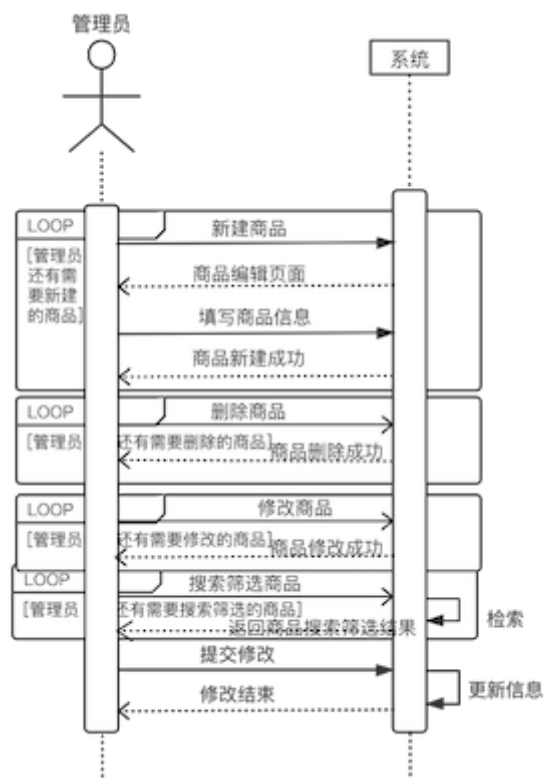 管理员
系统
LOOP
新建商品
[管理员
还有需
要新建
的商品]
商品编辑页面
填写商品信息
商品新建成功
LOOP
删除商品
[管理员 还有需要删除的商品]
商品删除成功
LOOP
修改商品
[管理员 还有需要修改的商品]
商品修改成功
LOOP
搜索筛选商品
[管理员 还有需要搜索筛选的商品]
检索
返回商品搜索筛选结果
提交修改
更新信息
修改结束